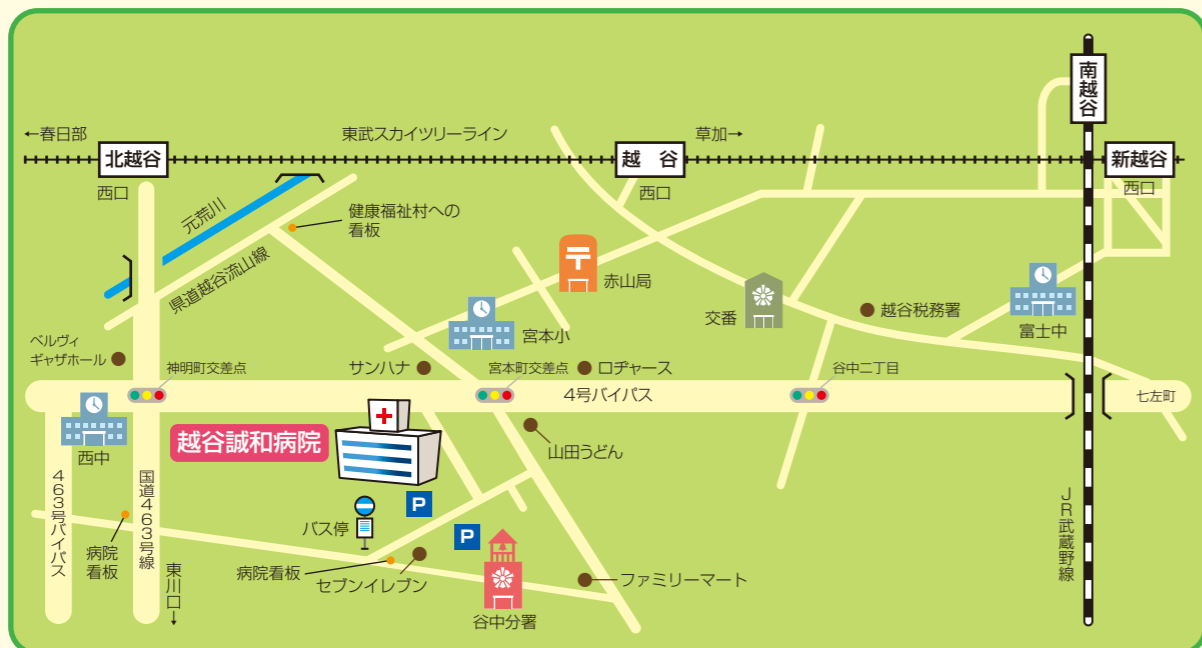 南越谷
←春日部
東武スカイツリーライン
草加→
北越谷
越 谷
新越谷
西口
西口
西口
元荒川
健康福祉村への
看板
県道越谷流山線
赤山局
宮本小
交番
越谷税務署
富士中
ベルヴィ
ギャザホール
神明町交差点
サンハナ
宮本町交差点
ロヂャース
谷中二丁目
4号バイパス
七左町
西中
越谷誠和病院
山田うどん
463号バイパス
国道463号線
P
バス停
P
JR武蔵野線
病院
看板
病院看板
セブンイレブン
ファミリーマート
東川口→
谷中分署